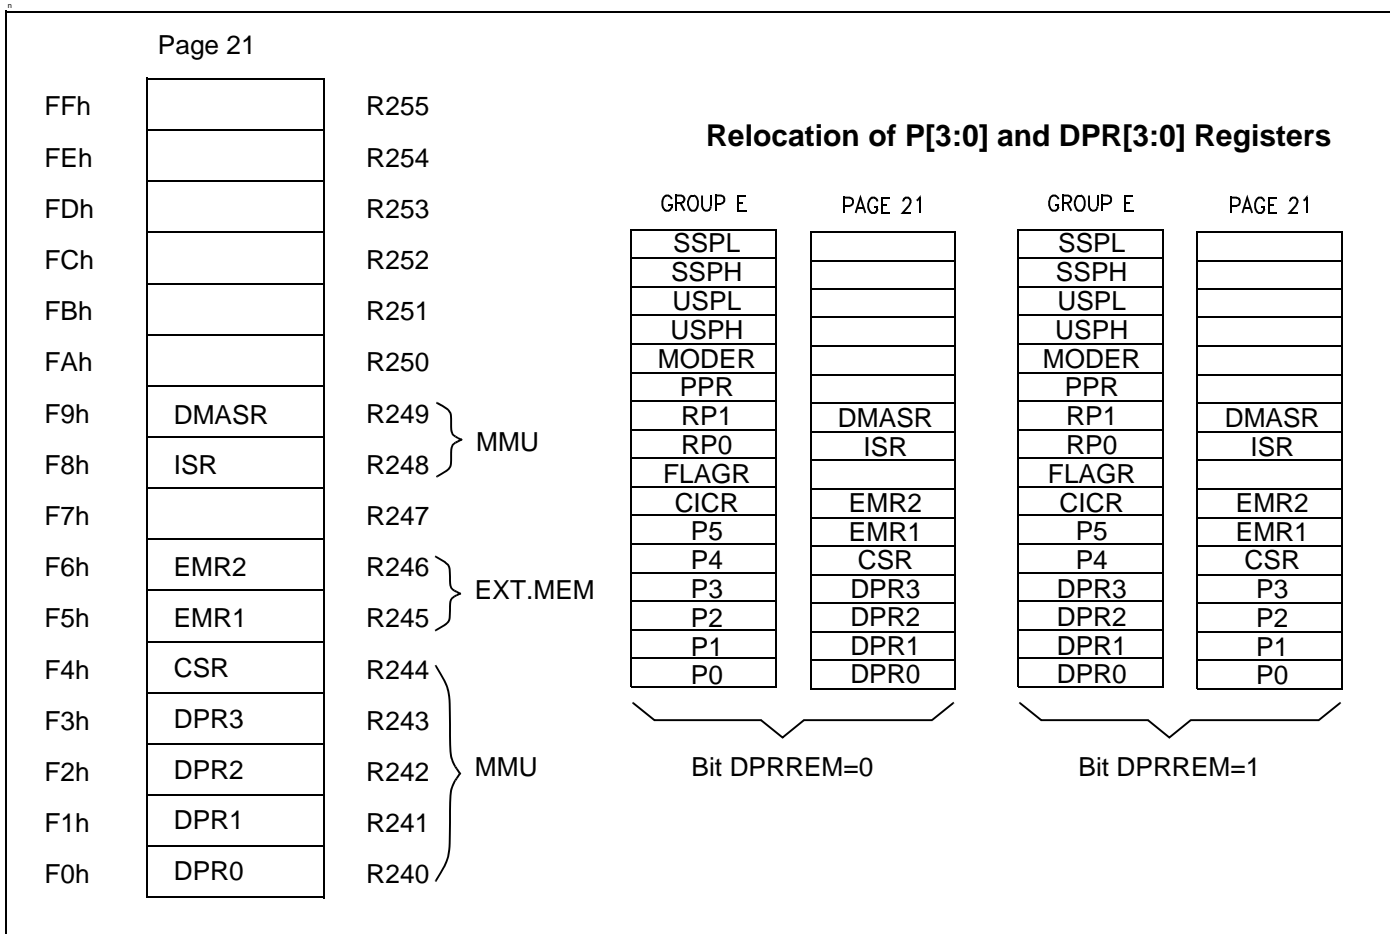 n
Page 21
FFh R255
FEh R254
FDh R253
FCh R252
FBh R251
FAh R250
F9h DMASR R249
F8h ISR R248
MMU
F7h R247
F6h EMR2 R246
F5h EMR1 R245
EXT.MEM
F4h CSR R244
F3h DPR3 R243
F2h DPR2 R242
F1h DPR1 R241
F0h DPR0 R240
MMU
Relocation of P[3:0] and DPR[3:0] Registers
GROUP E PAGE 21 GROUP E PAGE 21
SSPL SSPL
SSPH SSPH
USPL USPL
USPH USPH
MODER MODER
PPR PPR
RP1 DMASR RP1 DMASR
RP0 ISR RP0 ISR
FLAGR FLAGR
CICR EMR2 CICR EMR2
P5 EMR1 P5 EMR1
P4 CSR P4 CSR
P3 DPR3 DPR3 P3
P2 DPR2 DPR2 P2
P1 DPR1 DPR1 P1
P0 DPR0 DPR0 P0
Bit DPRREM=0 Bit DPRREM=1